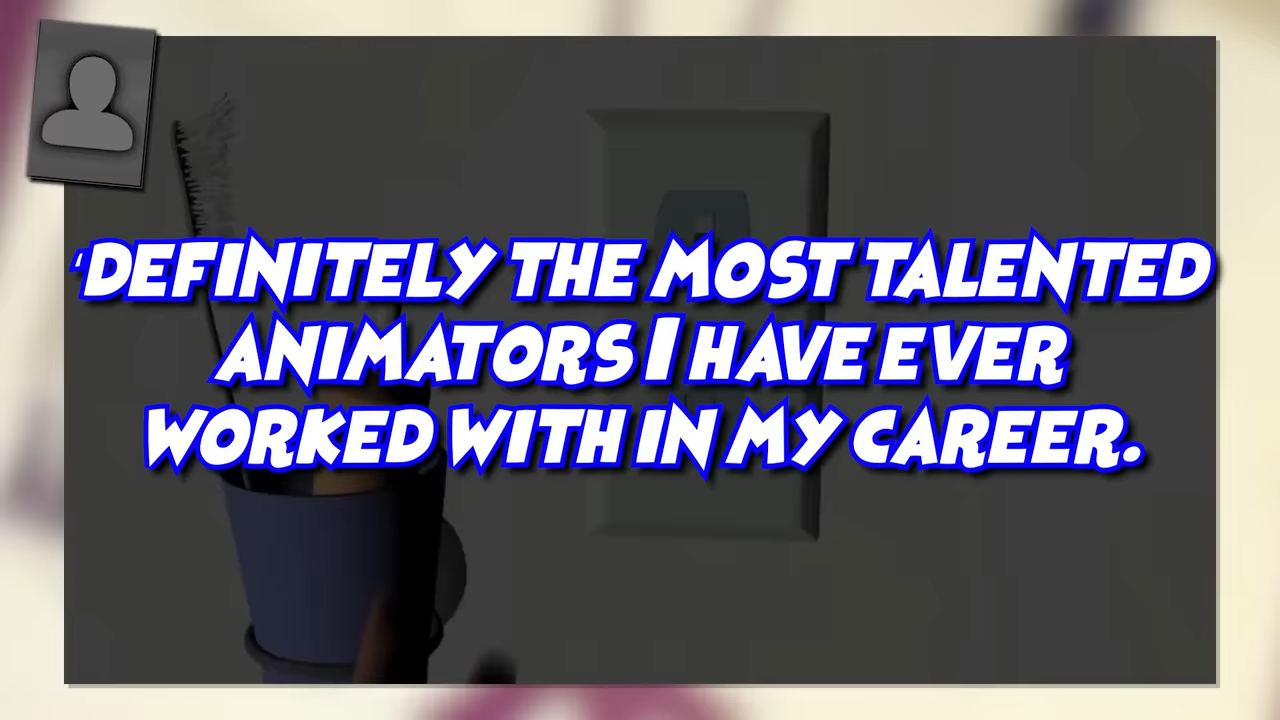 ‘DEFINITELY THE MOST TALENTED
ANIMATORS I HAVE EVER
WORKED WITH IN MY CAREER.